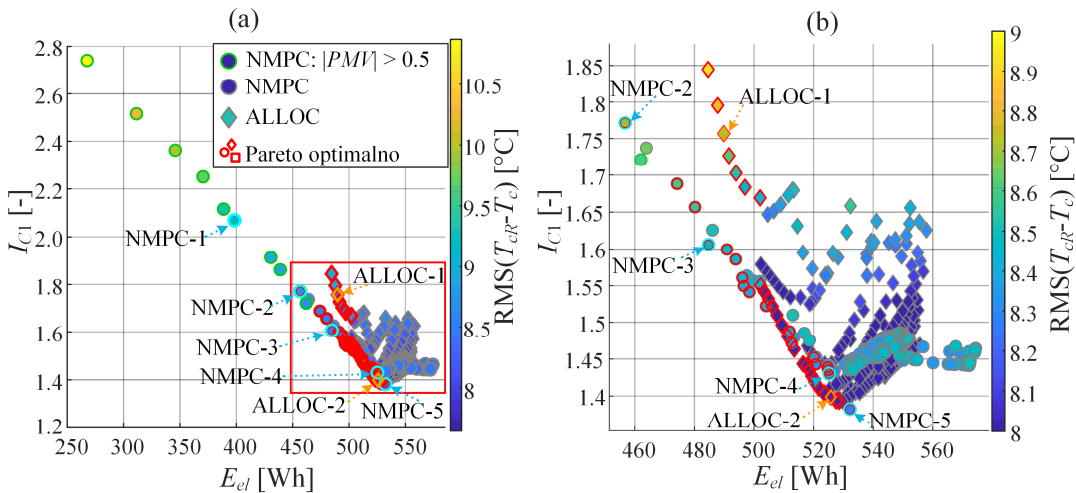 (a)
(b)
2.8
2.6
2.4
2.2
2.0
1.8
1.6
1.4
1.2
I_C1 [-]
NMPC: |PMV| > 0.5
NMPC
ALLOC
Pareto optimalno
NMPC-1
NMPC-2
NMPC-3
NMPC-4
ALLOC-2
ALLOC-1
NMPC-5
250 300 350 400 450 500 550
E_el [Wh]
10.5
10
9.5
9
8.5
8
RMS(T_cR-T_c) [°C]
1.85
1.8
1.75
1.7
1.65
1.6
1.55
1.5
1.45
1.4
I_C1 [-]
NMPC-2
ALLOC-1
NMPC-3
NMPC-4
ALLOC-2
NMPC-5
460 480 500 520 540 560
E_el [Wh]
9
8.9
8.8
8.7
8.6
8.5
8.4
8.3
8.2
8.1
8
RMS(T_cR-T_c) [°C]